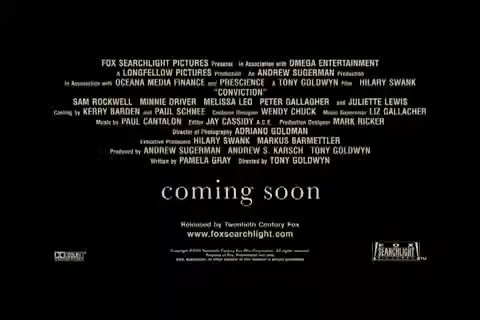 FOX SEARCHLIGHT PICTURES Presents In Association with OMEGA ENTERTAINMENT
A LONGFELLOW PICTURES Production An ANDREW SUGERMAN Production
In Association with OCEANA MEDIA FINANCE and PRESCIENCE A TONY GOLDWYN Film HILARY SWANK
"CONVICTION"
SAM ROCKWELL MINNIE DRIVER MELISSA LEO PETER GALLAGHER and JULIETTE LEWIS
Casting by KERRY BARDEN and PAUL SCHNEE Costume Designer WENDY CHUCK Music Supervisor LIZ GALLACHER
Music by PAUL CANTALON Editor JAY CASSIDY A.C.E. Production Designer MARK RICKER
Director of Photography ADRIANO GOLDMAN
Executive Producers HILARY SWANK MARKUS BARMETTLER
Produced by ANDREW SUGERMAN ANDREW S. KARSCH TONY GOLDWYN
Written by PAMELA GRAY Directed by TONY GOLDWYN
coming soon
Released by Twentieth Century Fox
www.foxsearchlight.com
DOLBY
FOX
SEARCHLIGHT
PICTURES
TM